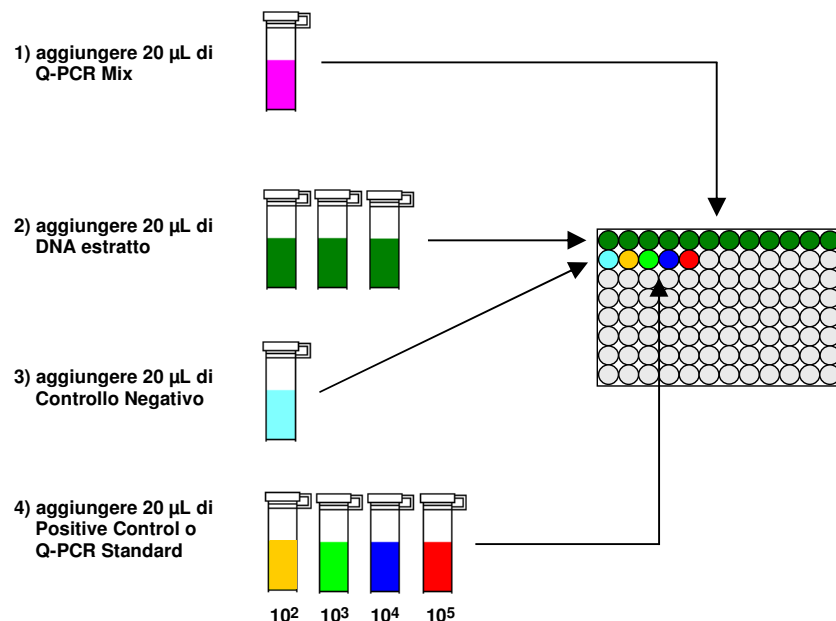 1) aggiungere 20 µL di
Q-PCR Mix
2) aggiungere 20 µL di
DNA estratto
3) aggiungere 20 µL di
Controllo Negativo
4) aggiungere 20 µL di
Positive Control o
Q-PCR Standard
10² 10³ 10⁴ 10⁵